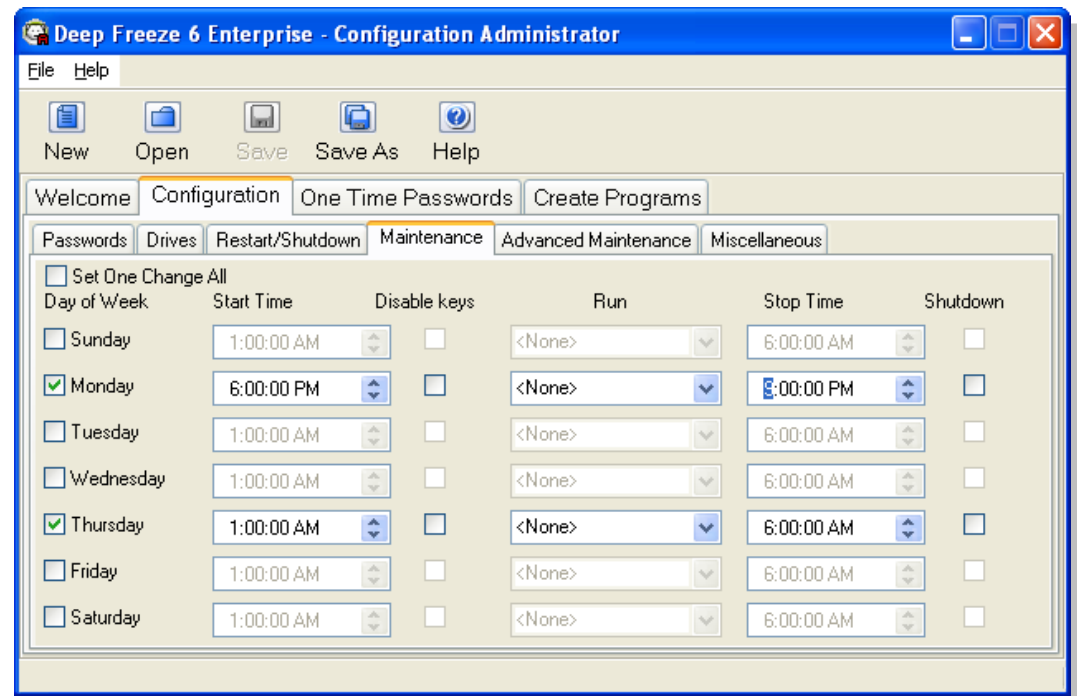 Deep Freeze 6 Enterprise - Configuration Administrator
File Help
New Open Save Save As Help
Welcome Configuration One Time Passwords Create Programs
Passwords Drives Restart/Shutdown Maintenance Advanced Maintenance Miscellaneous
Set One Change All
Day of Week Start Time Disable keys Run Stop Time Shutdown
Sunday 1:00:00 AM <None> 6:00:00 AM
Monday 6:00:00 PM <None> :00:00 PM
Tuesday 1:00:00 AM <None> 6:00:00 AM
Wednesday 1:00:00 AM <None> 6:00:00 AM
Thursday 1:00:00 AM <None> 6:00:00 AM
Friday 1:00:00 AM <None> 6:00:00 AM
Saturday 1:00:00 AM <None> 6:00:00 AM